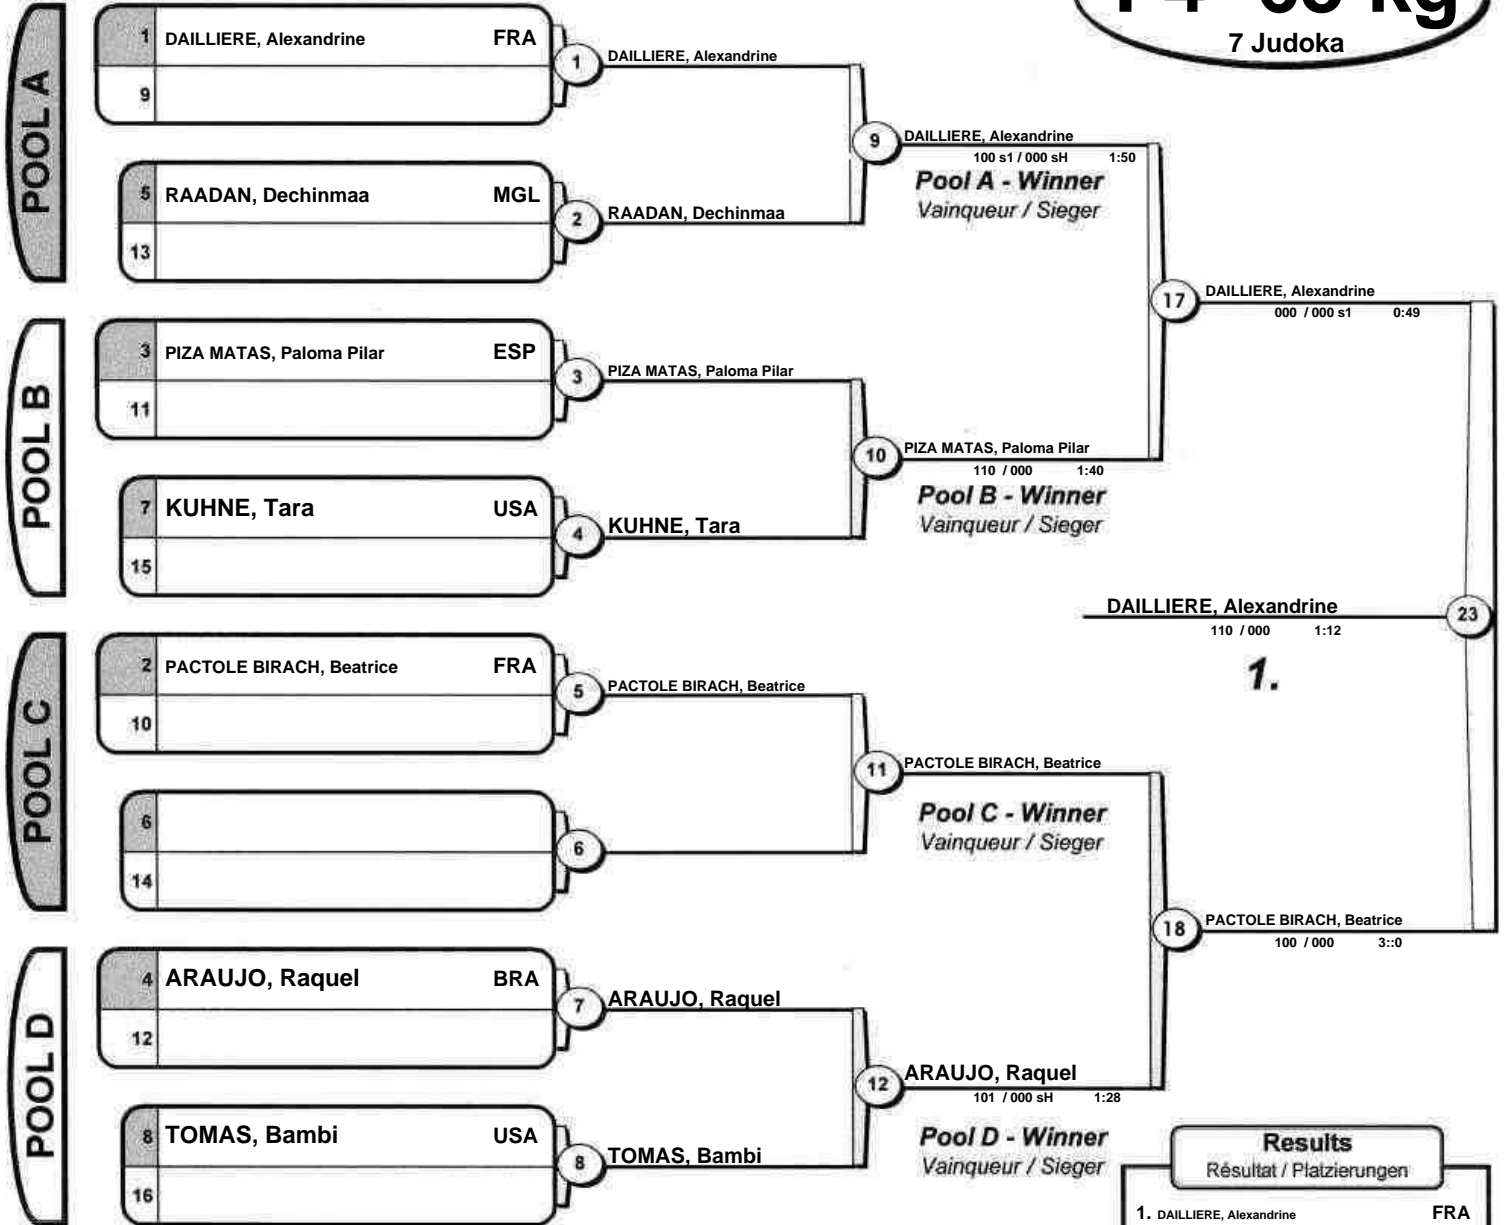 7 Judoka
POOL A
1 DAILLIERE, Alexandrine FRA
9
1 DAILLIERE, Alexandrine
5 RAADAN, Dechinmaa MGL
13
2 RAADAN, Dechinmaa
9 DAILLIERE, Alexandrine
100 s1 / 000 sH 1:50
Pool A - Winner
Vainqueur / Sieger
POOL B
3 PIZA MATAS, Paloma Pilar ESP
11
3 PIZA MATAS, Paloma Pilar
7 KUHNE, Tara USA
15
4 KUHNE, Tara
10 PIZA MATAS, Paloma Pilar
110 / 000 1:40
Pool B - Winner
Vainqueur / Sieger
17 DAILLIERE, Alexandrine
000 / 000 s1 0:49
DAILLIERE, Alexandrine 23
110 / 000 1:12
1.
POOL C
2 PACTOLE BIRACH, Beatrice FRA
10
5 PACTOLE BIRACH, Beatrice
6
14
6
11 PACTOLE BIRACH, Beatrice
Pool C - Winner
Vainqueur / Sieger
18 PACTOLE BIRACH, Beatrice
100 / 000 3::0
POOL D
4 ARAUJO, Raquel BRA
12
7 ARAUJO, Raquel
8 TOMAS, Bambi USA
16
8 TOMAS, Bambi
12 ARAUJO, Raquel
101 / 000 sH 1:28
Pool D - Winner
Vainqueur / Sieger
Results
Résultat / Platzierungen
1. DAILLIERE, Alexandrine FRA